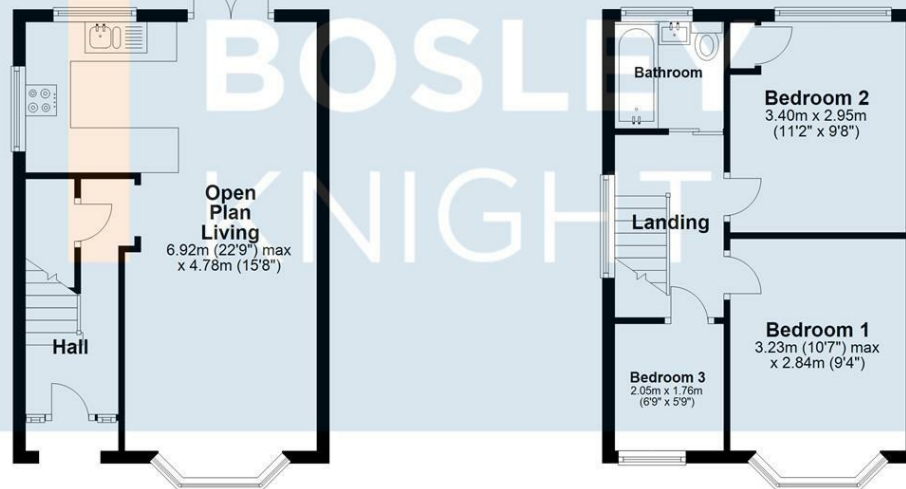 BOSLEY
KNIGHT
Open
Plan
Living
6.92m (22'9") max
x 4.78m (15'8")
Hall
Bathroom
Bedroom 2
3.40m x 2.95m
(11'2" x 9'8")
Landing
Bedroom 1
3.23m (10'7") max
x 2.84m (9'4")
Bedroom 3
2.05m x 1.76m
(6'9" x 5'9")